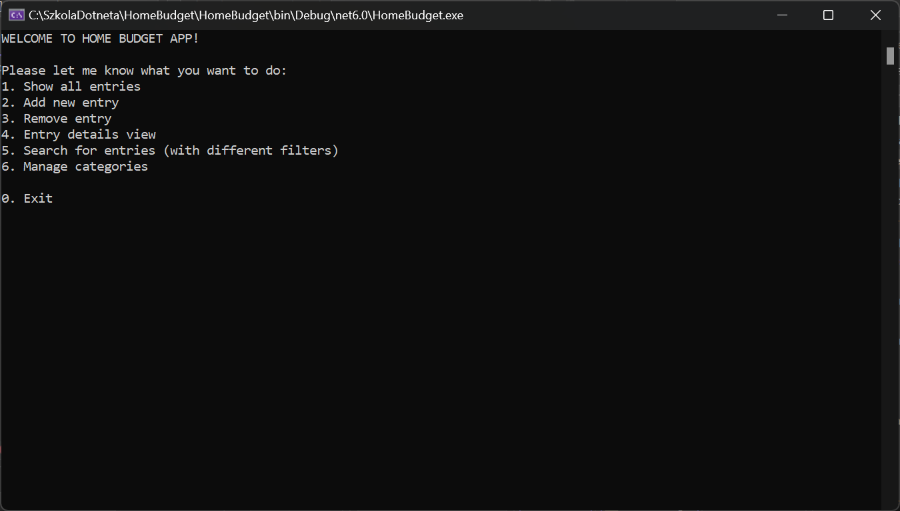 C:\SzkolaDotneta\HomeBudget\HomeBudget\bin\Debug\net6.0\HomeBudget.exe
WELCOME TO HOME BUDGET APP!
Please let me know what you want to do:
1. Show all entries
2. Add new entry
3. Remove entry
4. Entry details view
5. Search for entries (with different filters)
6. Manage categories
0. Exit